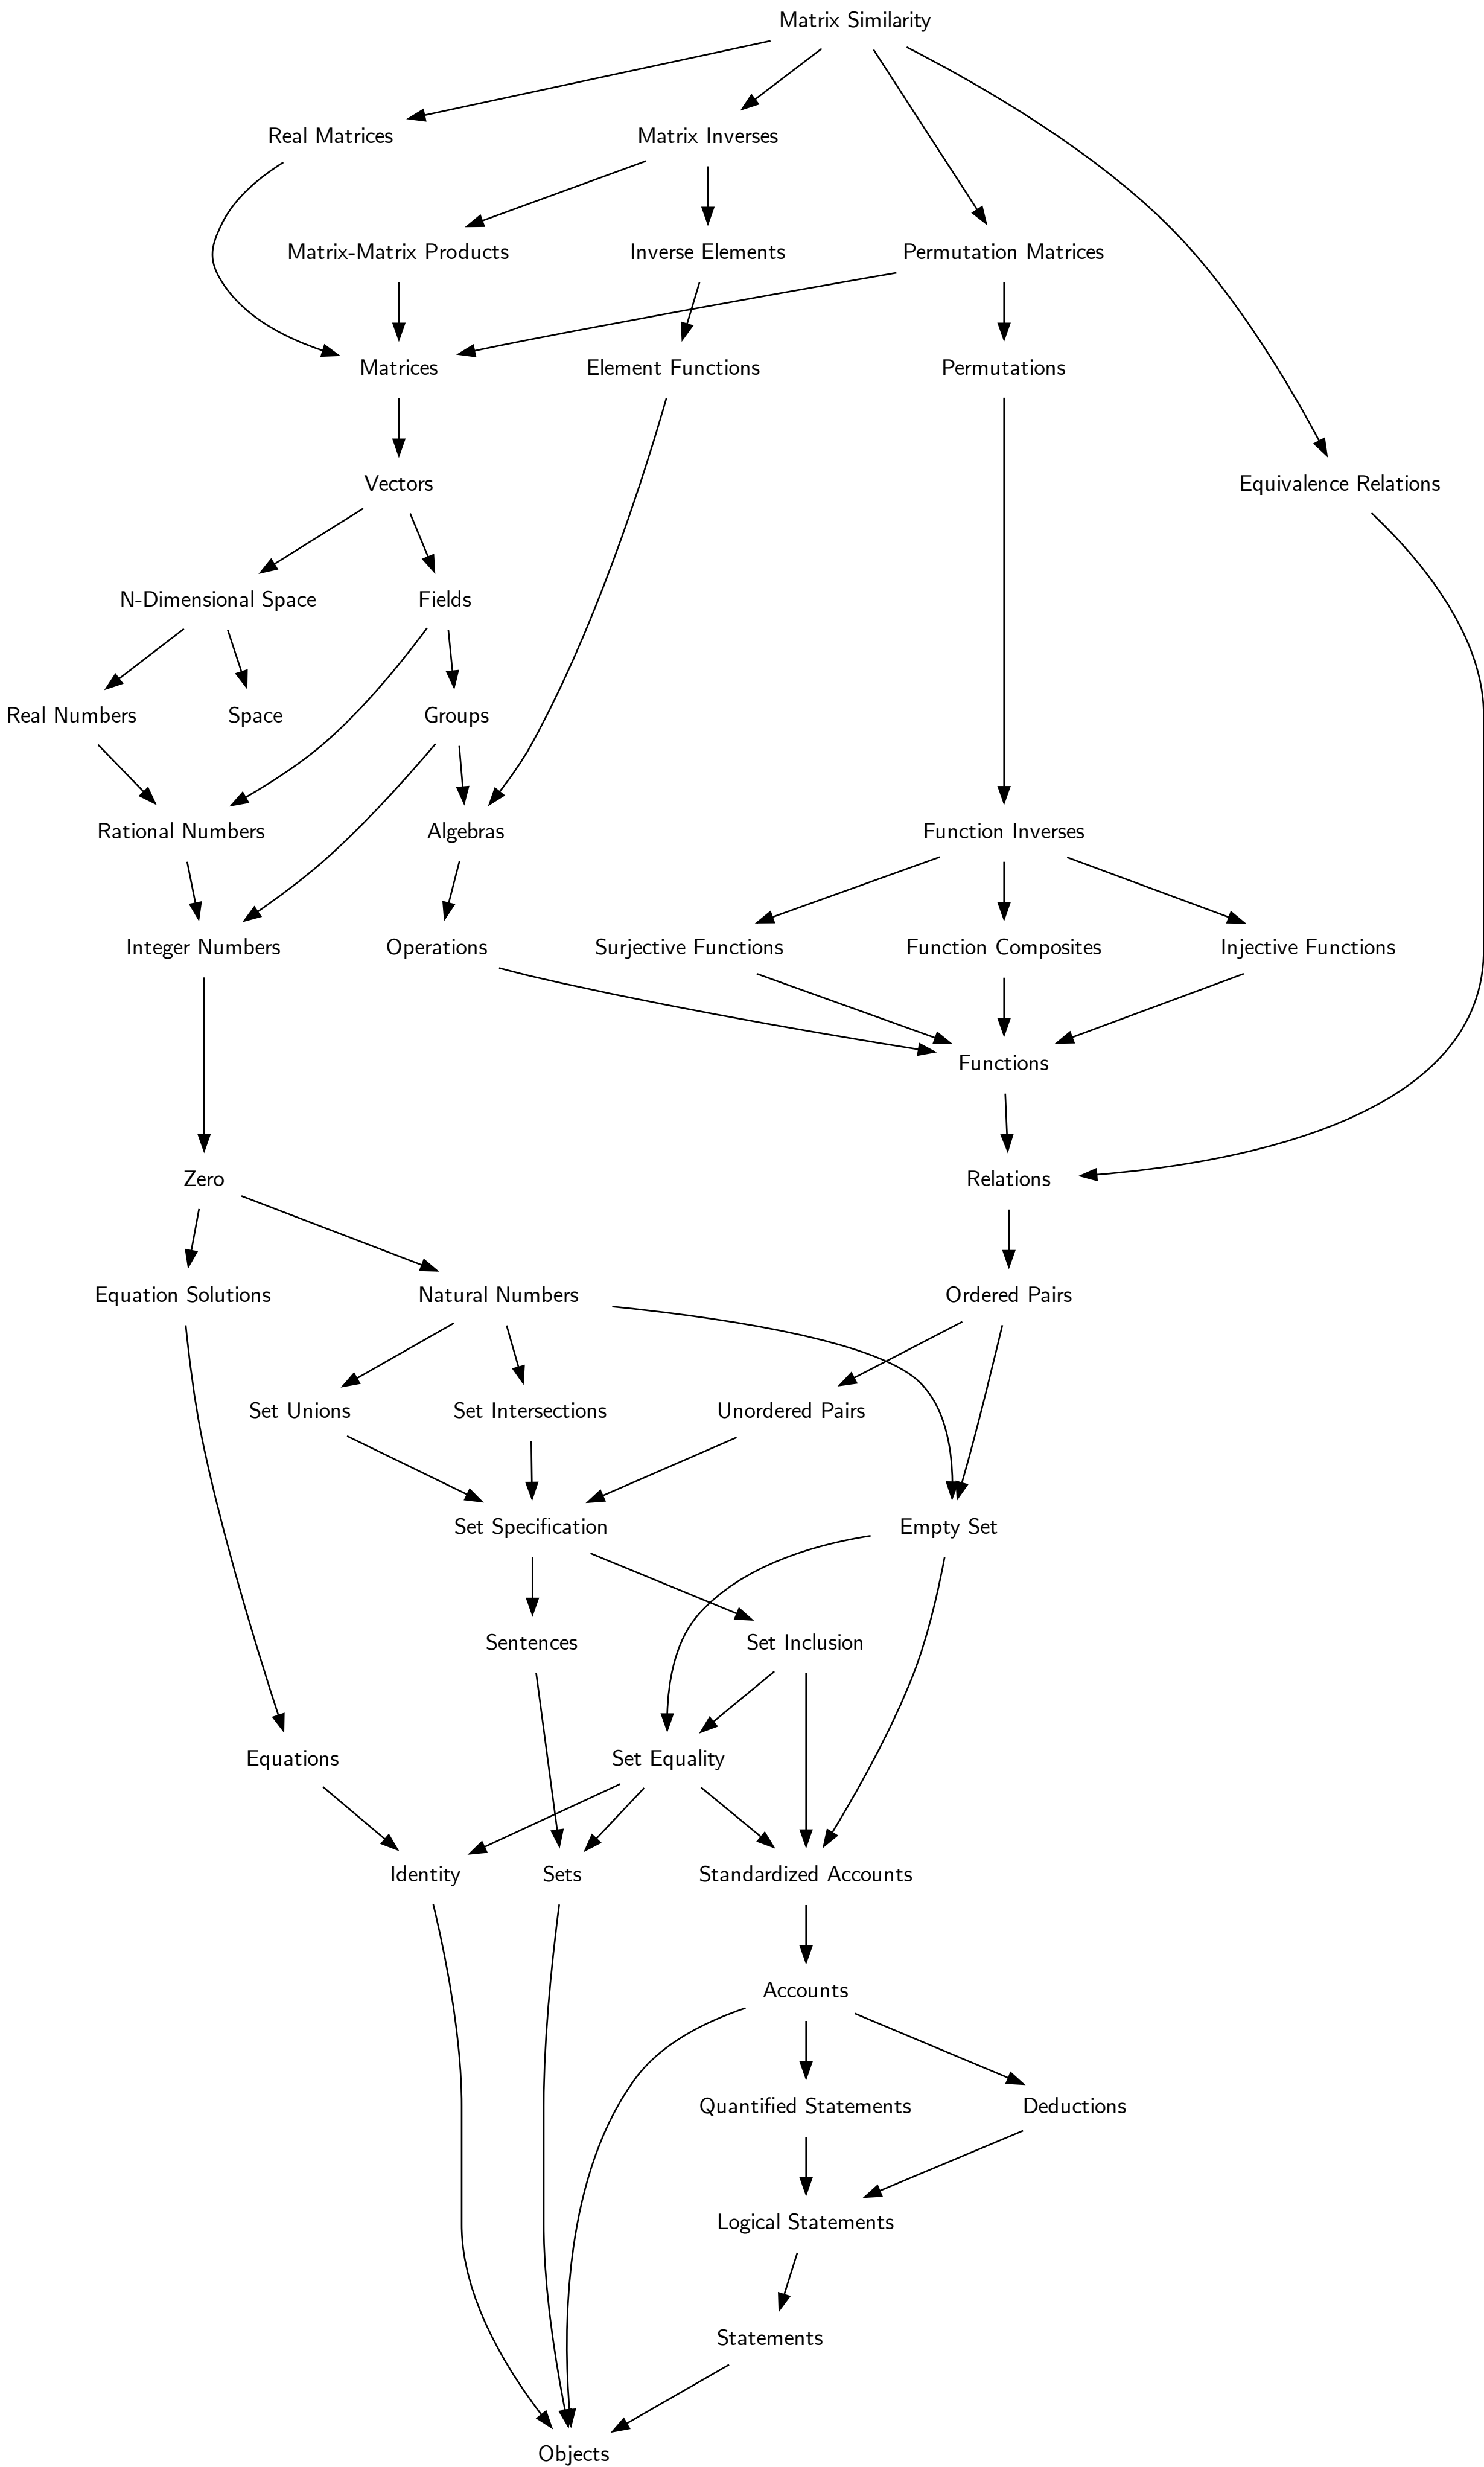 Matrix Similarity
Real Matrices
Matrix Inverses
Matrix-Matrix Products
Inverse Elements
Permutation Matrices
Matrices
Element Functions
Permutations
Vectors
Equivalence Relations
N-Dimensional Space
Fields
Real Numbers
Space
Groups
Rational Numbers
Algebras
Function Inverses
Integer Numbers
Operations
Surjective Functions
Function Composites
Injective Functions
Functions
Zero
Relations
Equation Solutions
Natural Numbers
Ordered Pairs
Set Unions
Set Intersections
Unordered Pairs
Set Specification
Empty Set
Sentences
Set Inclusion
Equations
Set Equality
Identity
Sets
Standardized Accounts
Accounts
Quantified Statements
Deductions
Logical Statements
Statements
Objects